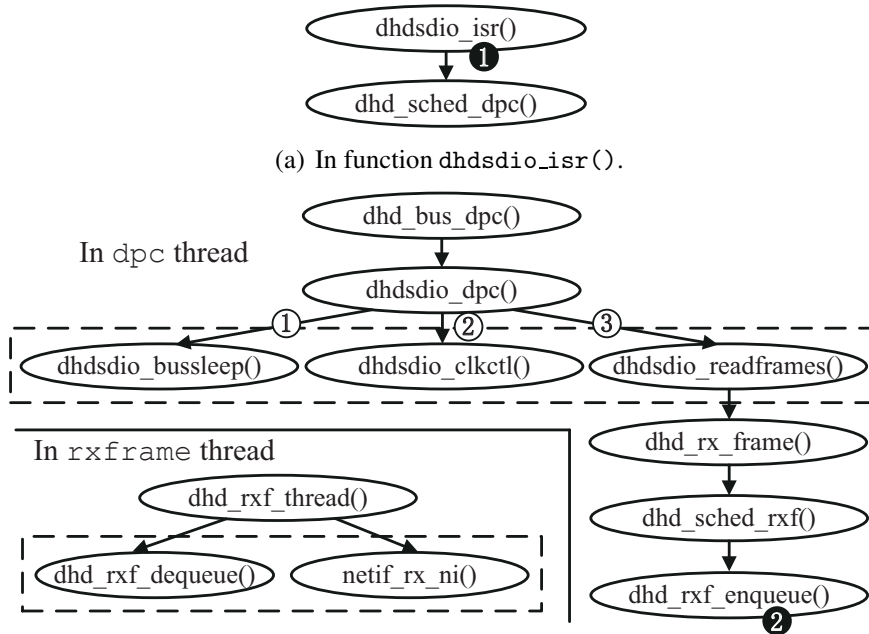 dhdsdio_isr()
❶
dhd_sched_dpc()
(a) In function dhdsdio_isr().
dhd_bus_dpc()
In dpc thread
dhdsdio_dpc()
① ② ③
dhdsdio_bussleep() dhdsdio_clkctl() dhdsdio_readframes()
dhd_rx_frame()
In rxframe thread
dhd_rxf_thread()
dhd_sched_rxf()
dhd_rxf_dequeue() netif_rx_ni()
dhd_rxf_enqueue()
❷